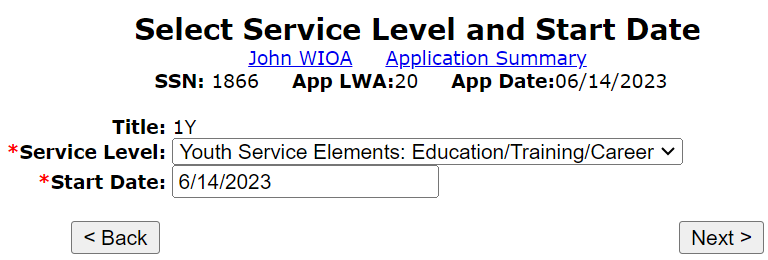 Select Service Level and Start Date
John WIOA Application Summary
SSN: 1866 App LWA:20 App Date:06/14/2023
Title: 1Y
*Service Level: Youth Service Elements: Education/Training/Career
*Start Date: 6/14/2023
< Back Next >